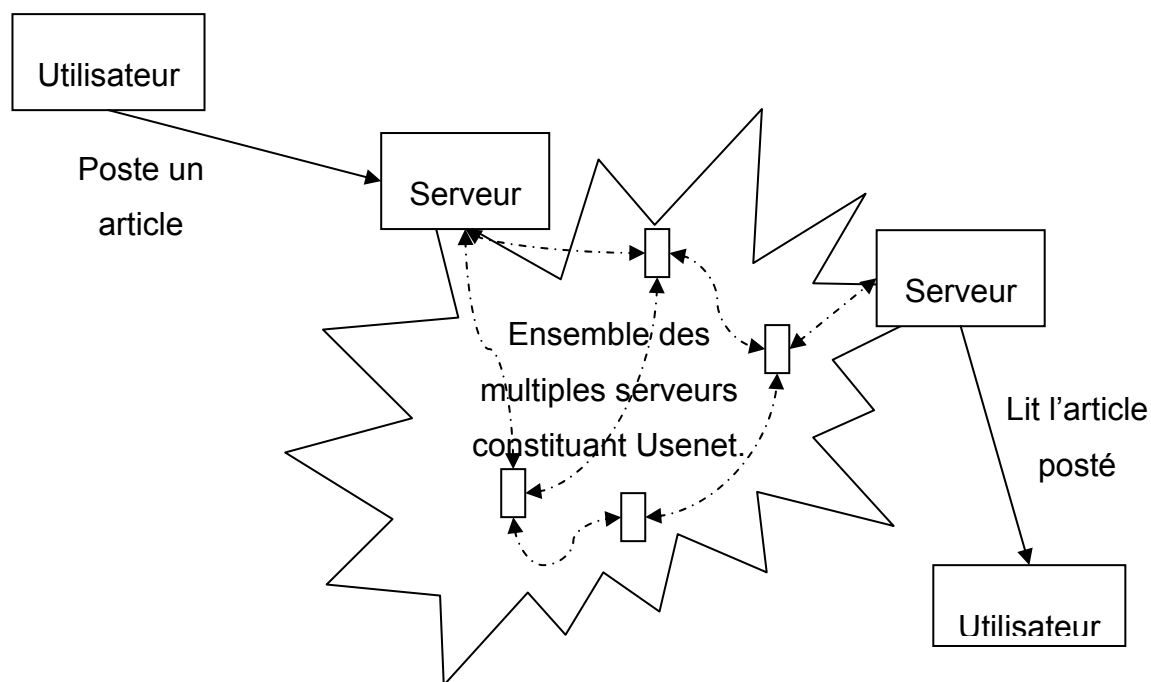 Utilisateur
Poste un
article
Serveur
Ensemble des
multiples serveurs
constituant Usenet.
Serveur
Lit l’article
posté
Utilisateur